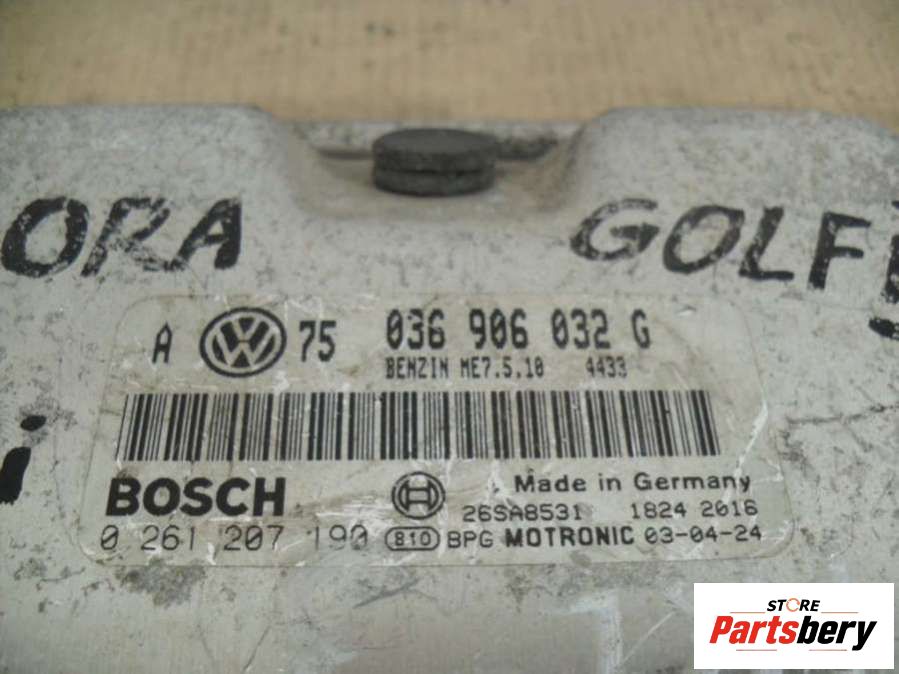 ORA GOLF
A VW 75 036 906 032 G
BENZIN ME7.5.10 4433
i
BOSCH Made in Germany
26SA8531 1824 2016
0 261 207 190 810 BPG MOTRONIC 03-04-24
STORE
Partsbery